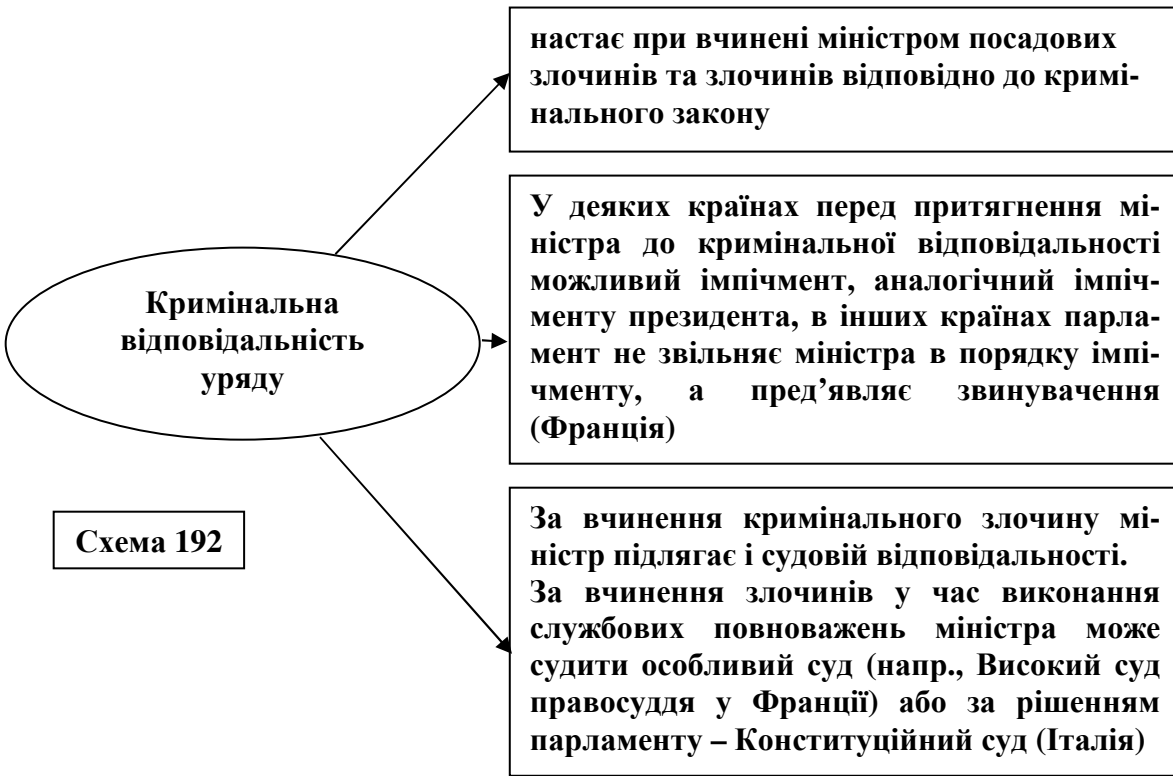 настає при вчинені міністром посадових
злочинів та злочинів відповідно до кримі-
нального закону
У деяких країнах перед притягнення мі-
ністра до кримінальної відповідальності
можливий імпічмент, аналогічний імпіч-
менту президента, в інших країнах парла-
мент не звільняє міністра в порядку імпі-
чменту, а пред’являє звинувачення
(Франція)
Кримінальна
відповідальність
уряду
За вчинення кримінального злочину мі-
ністр підлягає і судовій відповідальності.
За вчинення злочинів у час виконання
службових повноважень міністра може
судити особливий суд (напр., Високий суд
правосуддя у Франції) або за рішенням
парламенту – Конституційний суд (Італія)
Схема 192